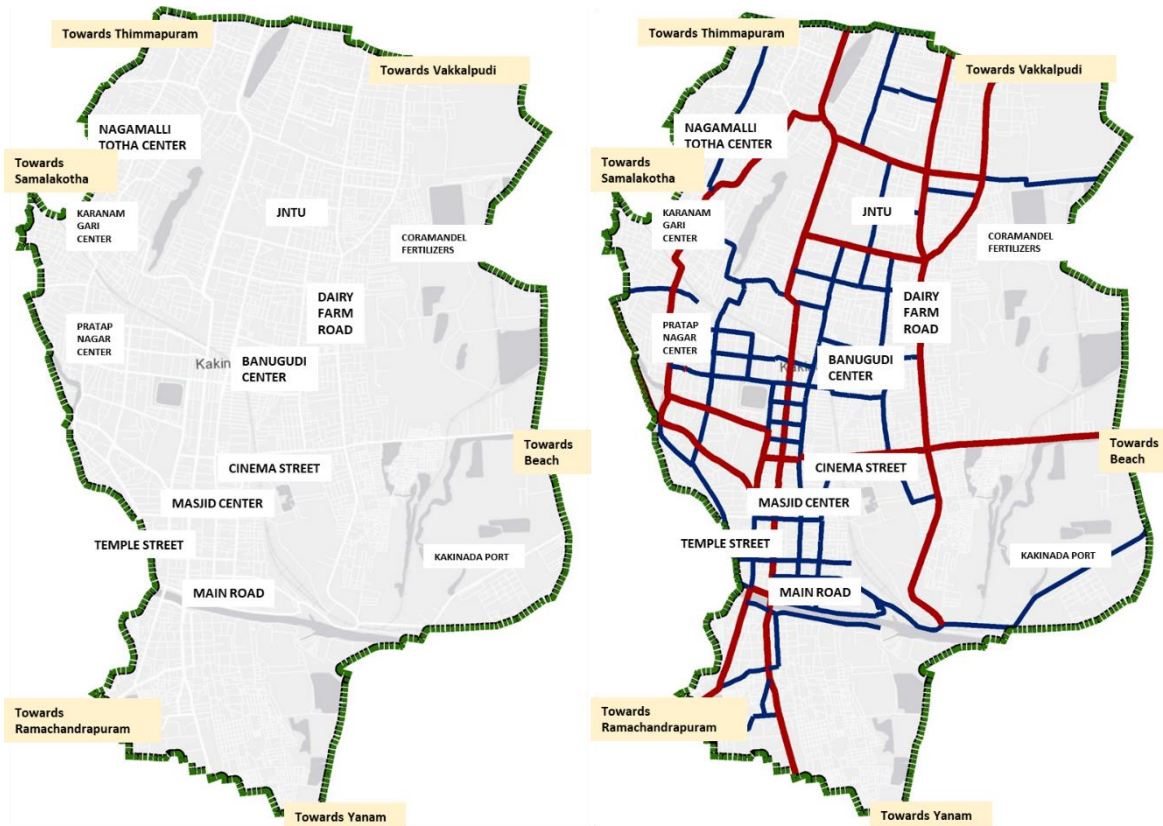 Towards Thimmapuram
Towards Vakkalpudi
NAGAMALLI
TOTHA CENTER
Towards
Samalakotha
KARANAM
GARI
CENTER
JNTU
CORAMANDEL
FERTILIZERS
DAIRY
FARM
ROAD
PRATAP
NAGAR
CENTER
Kakin
BANUGUDI
CENTER
Towards
Beach
CINEMA STREET
MASJID CENTER
TEMPLE STREET
KAKINADA PORT
MAIN ROAD
Towards
Ramachandrapuram
Towards Yanam
Towards Thimmapuram
Towards Vakkalpudi
NAGAMALLI
TOTHA CENTER
Towards
Samalakotha
KARANAM
GARI
CENTER
JNTU
CORAMANDEL
FERTILIZERS
DAIRY
FARM
ROAD
PRATAP
NAGAR
CENTER
BANUGUDI
CENTER
Towards
Beach
CINEMA STREET
MASJID CENTER
TEMPLE STREET
KAKINADA PORT
MAIN ROAD
Towards
Ramachandrapuram
Towards Yanam